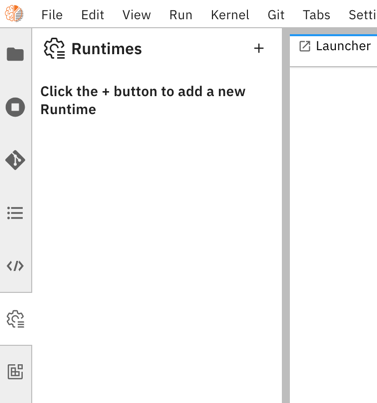 File Edit View Run Kernel Git Tabs Setti
Runtimes +
Launcher
Click the + button to add a new
Runtime